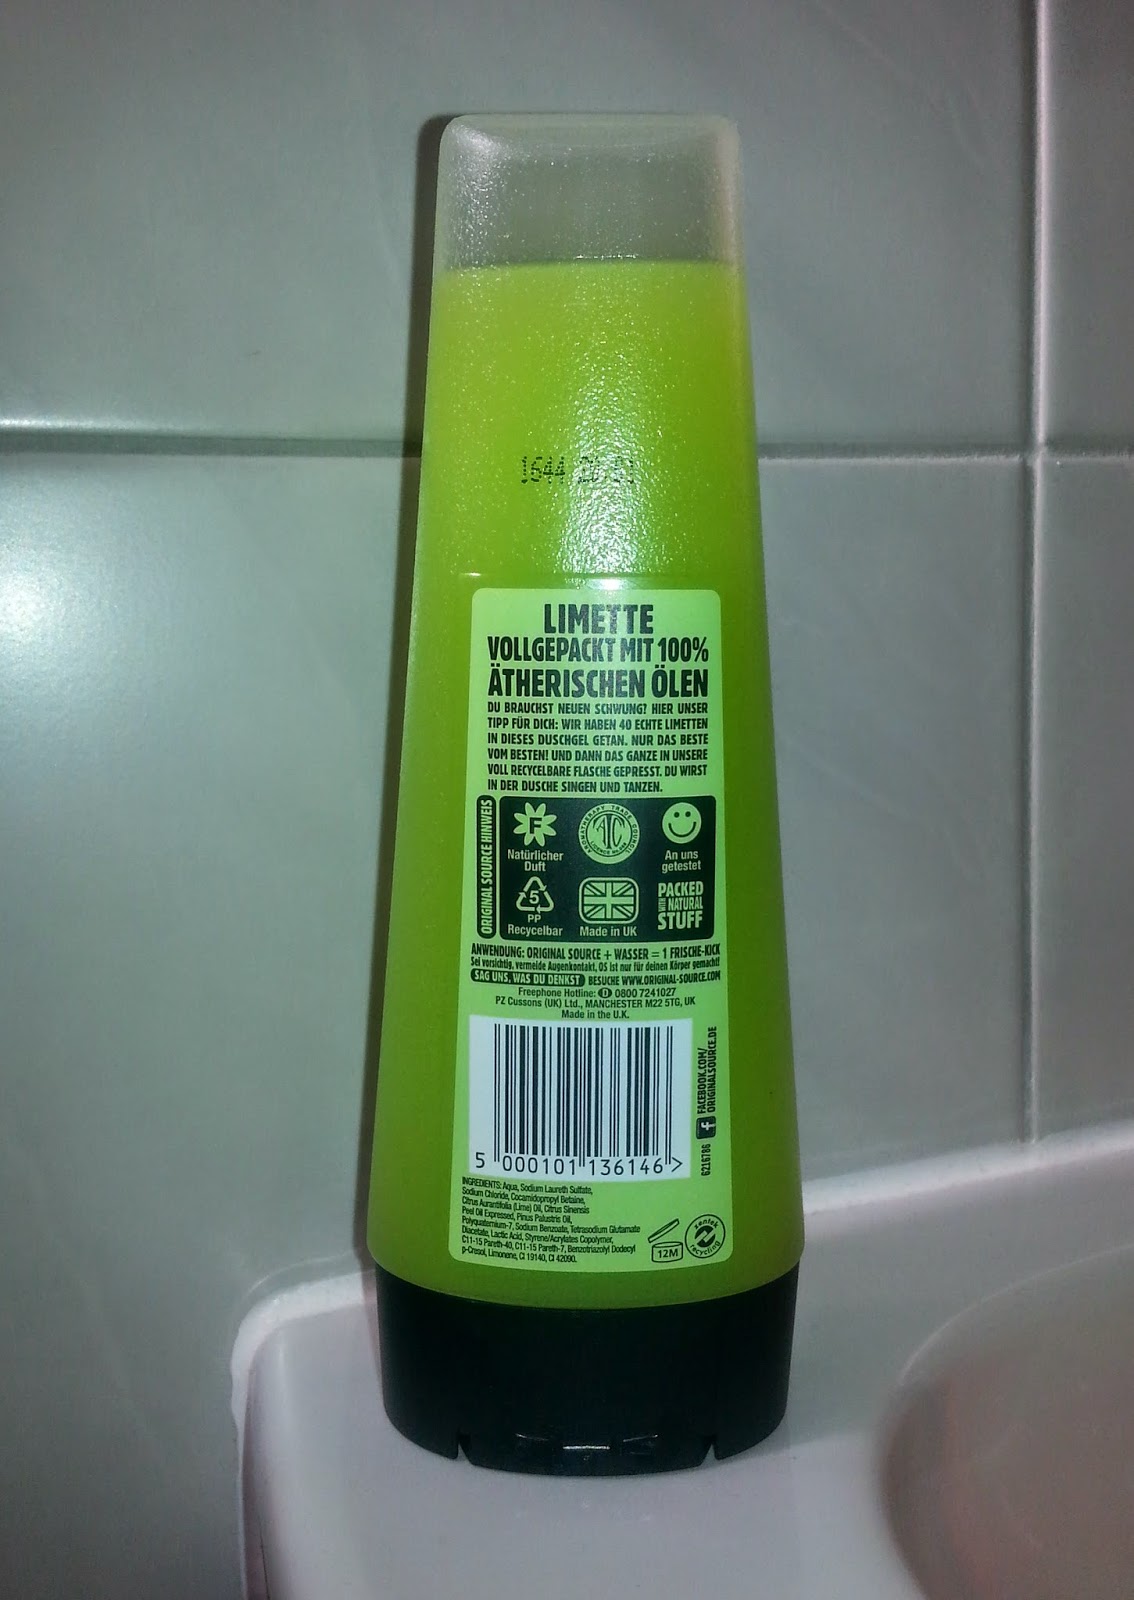 1644
LIMETTE
VOLLGEPACKT MIT 100%
ÄTHERISCHEN ÖLEN
DU BRAUCHST NEUEN SCHWUNG? HIER UNSER
TIPP FÜR DICH: WIR HABEN 40 ECHTE LIMETTEN
IN DIESES DUSCHGEL GETAN. NUR DAS BESTE
VOM BESTEN! UND DANN DAS GANZE IN UNSERE
VOLL RECYCELBARE FLASCHE GEPRESST. DU WIRST
IN DER DUSCHE SINGEN UND TANZEN.
ORIGINAL SOURCE HINWEIS
F
Natürlicher
Duft
AROMATHERAPY TRADE COUNCIL
ATC
An uns
getestet
5
PP
Recycelbar
Made in UK
PACKED
WITH NATURAL
STUFF
ANWENDUNG: ORIGINAL SOURCE + WASSER = 1 FRISCHE-KICK
Sei vorsichtig, vermeide Augenkontakt, OS ist nur für deinen Körper gemacht!
SAG UNS, WAS DU DENKST BESUCHE WWW.ORIGINAL-SOURCE.COM
Freephone Hotline: D 0800 7241027
PZ Cussons (UK) Ltd., MANCHESTER M22 5TG, UK
Made in the U.K.
FACEBOOK.COM/
ORIGINALSOURCE.DE
5 000101 136146 >
6216786
INGREDIENTS: Aqua, Sodium Laureth Sulfate,
Sodium Chloride, Cocamidopropyl Betaine,
Citrus Aurantifolia (Lime) Oil, Citrus Sinensis
Peel Oil Expressed, Pinus Palustris Oil,
Polyquaternium-7, Sodium Benzoate, Tetrasodium Glutamate
Diacetate, Lactic Acid, Styrene/Acrylates Copolymer,
C11-15 Pareth-40, C11-15 Pareth-7, Benzotriazolyl Dodecyl
p-Cresol, Limonene, CI 19140, CI 42090.
12M
zentek
recycling